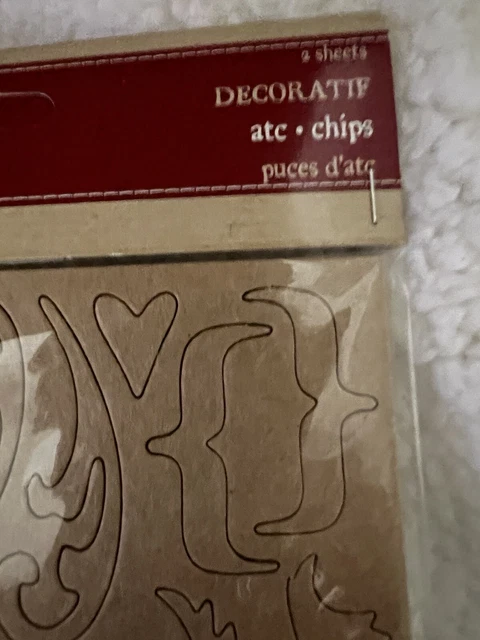 2 sheets
DECORATIF
atc • chips
puces d'atc